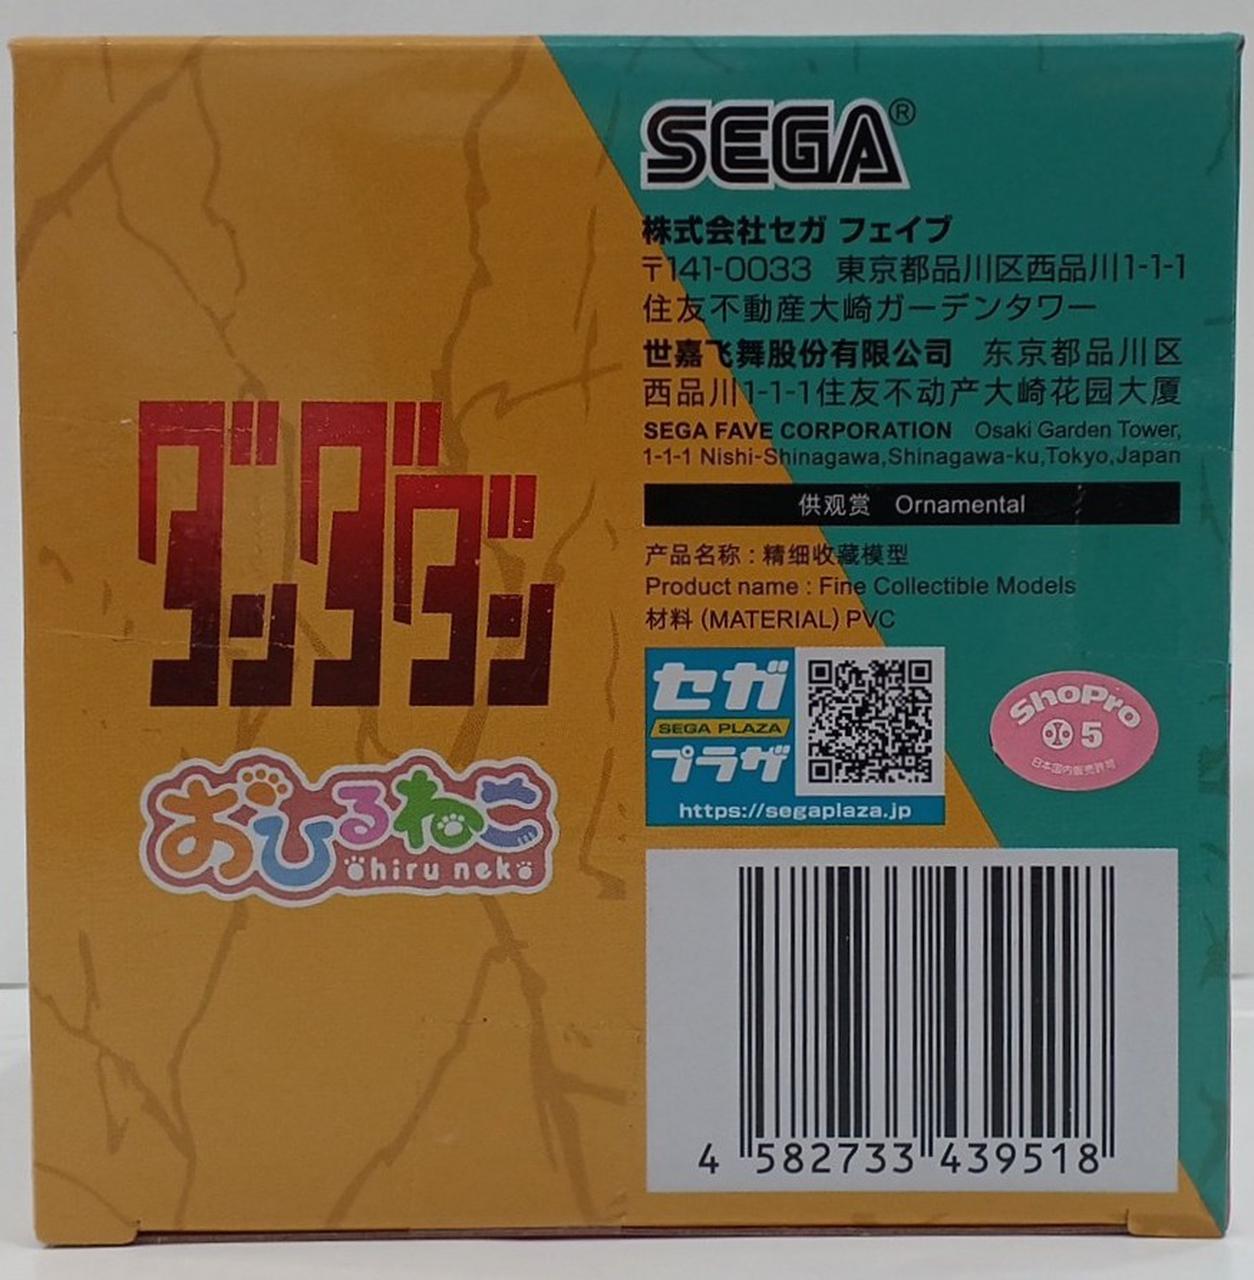 SEGA®
株式会社セガ フェイブ
〒141-0033 東京都品川区西品川1-1-1
住友不動産大崎ガーデンタワー
世嘉飞舞股份有限公司 东京都品川区
西品川1-1-1住友不动产大崎花园大厦
SEGA FAVE CORPORATION Osaki Garden Tower,
1-1-1 Nishi-Shinagawa,Shinagawa-ku,Tokyo,Japan
供观赏 Ornamental
产品名称：精细收藏模型
Product name : Fine Collectible Models
材料 (MATERIAL) PVC
セガ
SEGA PLAZA
プラザ
https://segaplaza.jp
ShoPro
05
日本国内販売許可
ダンダダン
おひるねこ
Ohiru neko
4 582733 439518